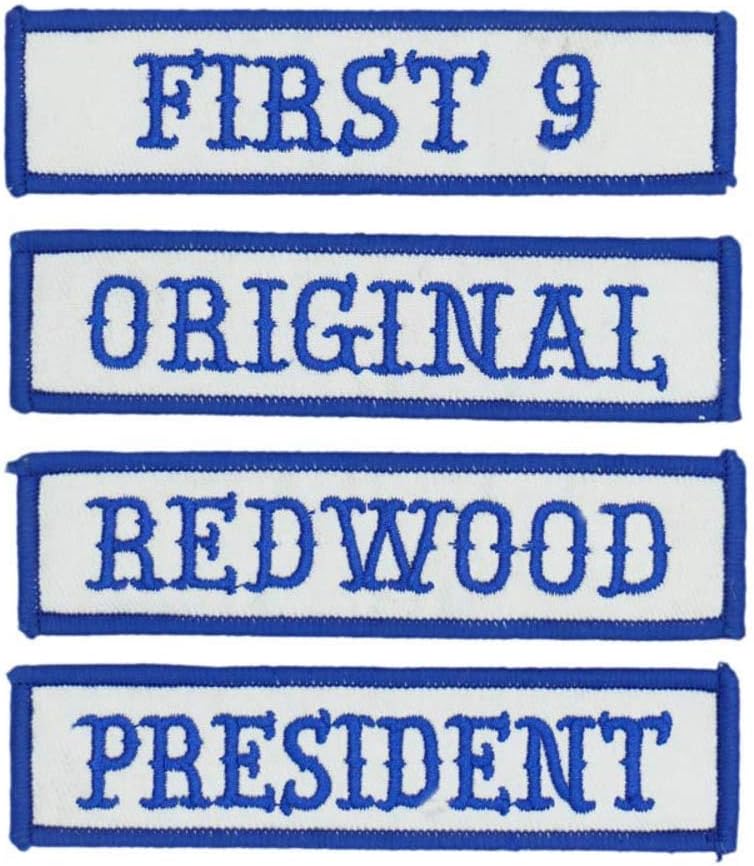 FIRST 9
ORIGINAL
REDWOOD
PRESIDENT